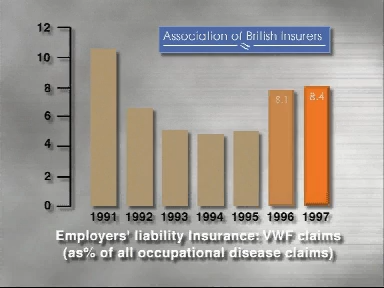 Association of British Insurers
12
10
8
6
4
2
0
8.1
8.4
1991 1992 1993 1994 1995 1996 1997
Employers' liability Insurance: VWF claims
(as% of all occupational disease claims)